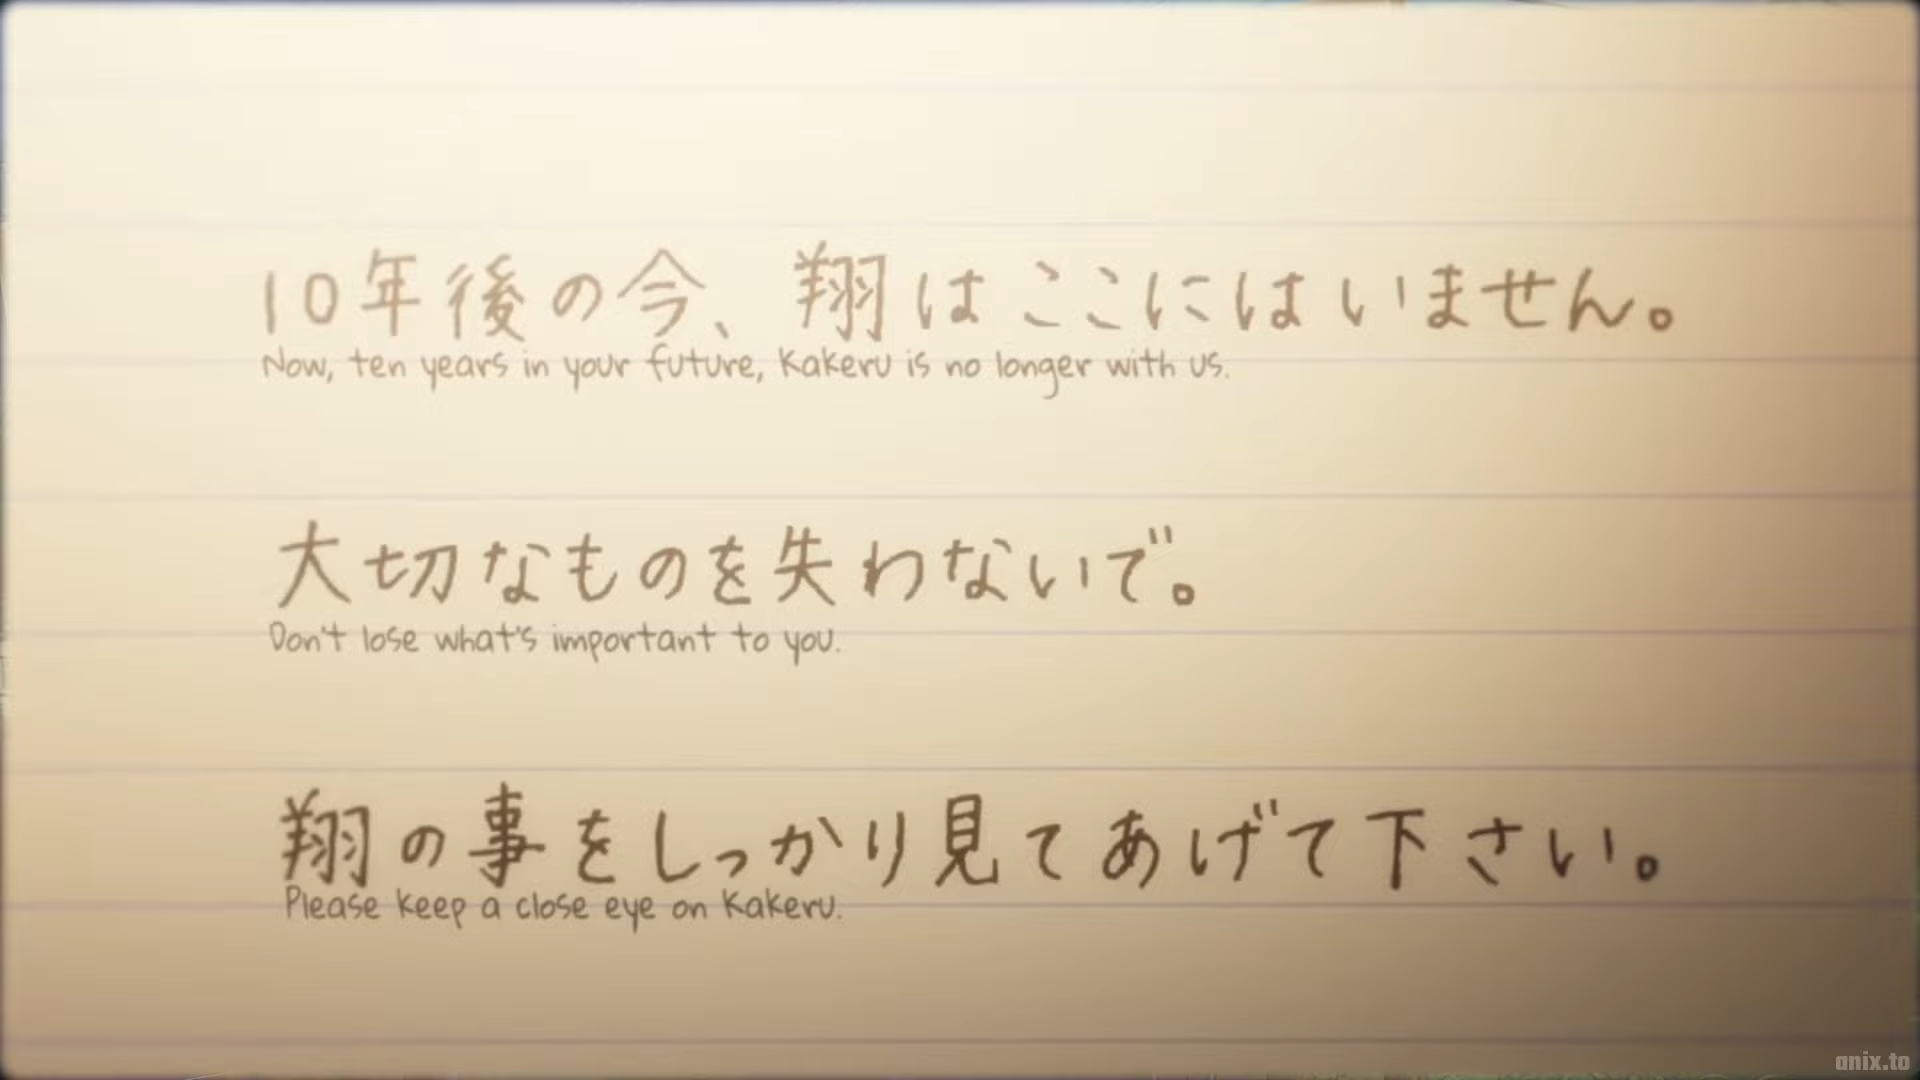 10年後の今、翔はここにはいません。
Now, ten years in your future, Kakeru is no longer with us.
大切なものを失わないで。
Don't lose what's important to you.
翔の事をしっかり見てあげて下さい。
Please keep a close eye on Kakeru.
anix.to